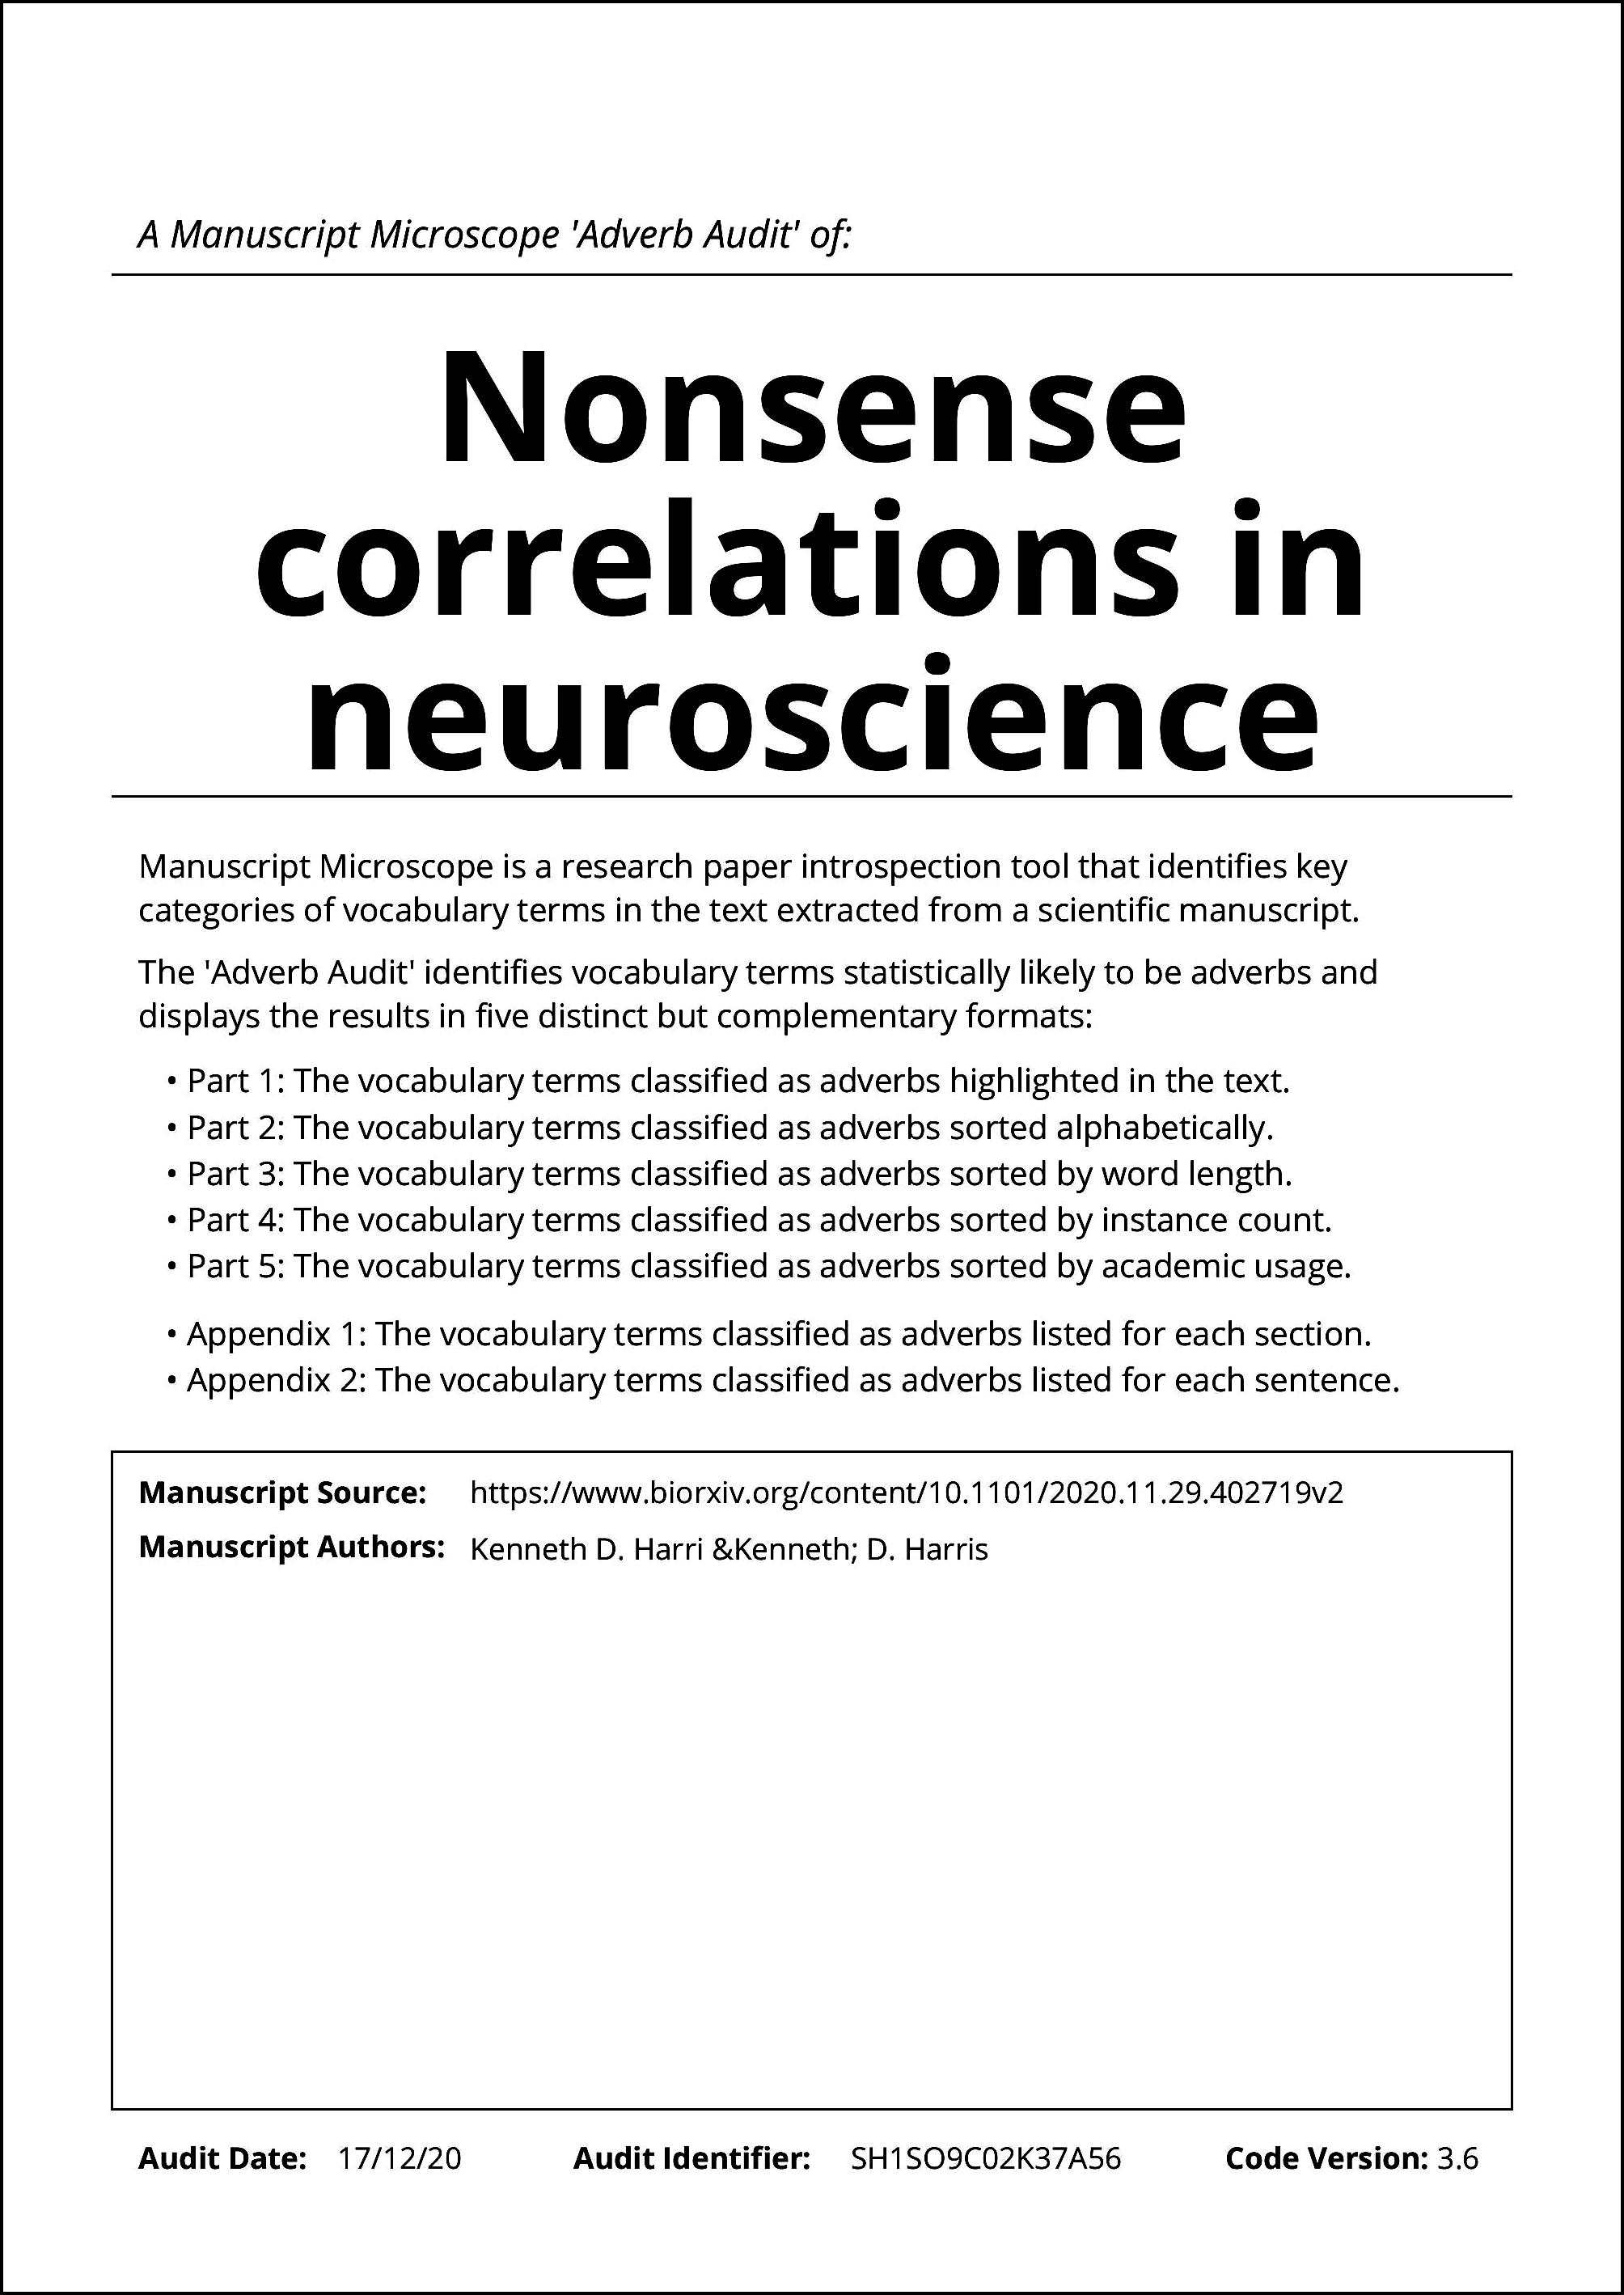 A Manuscript Microscope 'Adverb Audit' of:
Nonsense
correlations in
neuroscience
Manuscript Microscope is a research paper introspection tool that identifies key
categories of vocabulary terms in the text extracted from a scientific manuscript.
The 'Adverb Audit' identifies vocabulary terms statistically likely to be adverbs and
displays the results in five distinct but complementary formats:
• Part 1: The vocabulary terms classified as adverbs highlighted in the text.
• Part 2: The vocabulary terms classified as adverbs sorted alphabetically.
• Part 3: The vocabulary terms classified as adverbs sorted by word length.
• Part 4: The vocabulary terms classified as adverbs sorted by instance count.
• Part 5: The vocabulary terms classified as adverbs sorted by academic usage.
• Appendix 1: The vocabulary terms classified as adverbs listed for each section.
• Appendix 2: The vocabulary terms classified as adverbs listed for each sentence.
Manuscript Source: https://www.biorxiv.org/content/10.1101/2020.11.29.402719v2
Manuscript Authors: Kenneth D. Harri &Kenneth; D. Harris
Audit Date: 17/12/20 Audit Identifier: SH1SO9C02K37A56 Code Version: 3.6